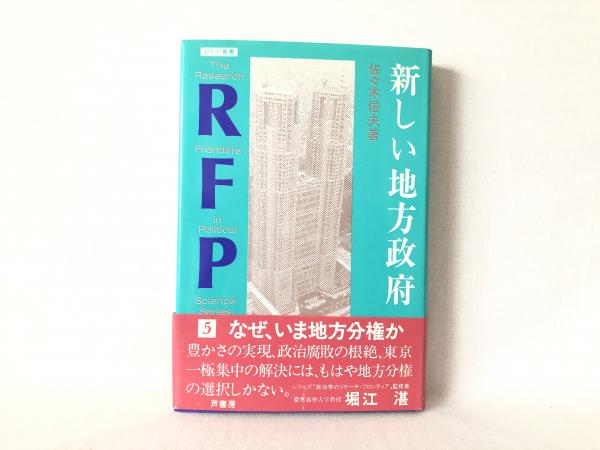 RFP叢書
The
Research
R
Frontiers
F
in
Political
P
Science
Series
新しい地方政府
佐々木信夫著
5 なぜ、いま地方分権か
豊かさの実現、政治腐敗の根絶、東京
一極集中の解決には、もはや地方分権
の選択しかない。
シリーズ「政治学のリサーチ・フロンティア」監修者
慶應義塾大学教授 堀江 湛
芦書房